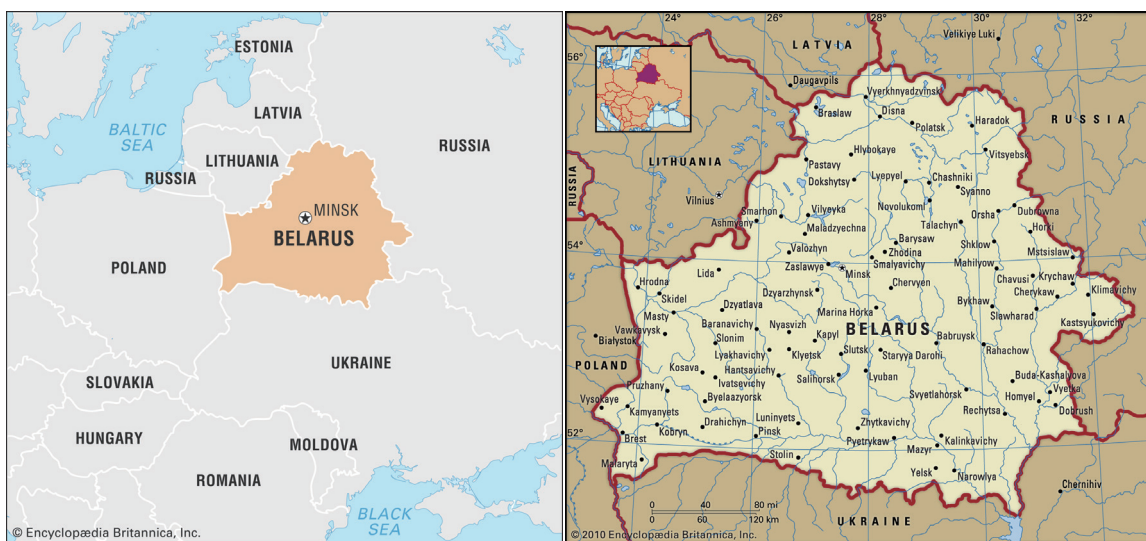 ESTONIA
LATVIA
BALTIC
SEA
RUSSIA
LITHUANIA
RUSSIA
MINSK
BELARUS
POLAND
UKRAINE
SLOVAKIA
HUNGARY
MOLDOVA
ROMANIA
BLACK
SEA
© Encyclopædia Britannica, Inc.
24°
26°
28°
30°
32°
56°
54°
52°
LATVIA
Velikiye Luki
Daugavpils
Vyerkhnyadzvinsk
Braslaw
Disna
Polatsk
Haradok
RUSSIA
LITHUANIA
Hlybokaye
Vitsyebsk
Pastavy
RUSSIA
Dokshytsy
Lyepyel
Chashniki
Syanno
Vilnius
Novolukoml
Smarhon
Vilyeyka
Orsha
Dubrowna
Ashmyany
Maladzyechna
Talachyn
Horki
Valozhyn
Barysaw
Zhodina
Shklow
Mstsislaw
Lida
Zaslawye
Minsk
Smalyavichy
Mahilyow
Chavusi
Krychaw
Hrodna
Skidel
Dzyarzhynsk
Chervyen
Cherykaw
Klimavichy
Masty
Dzyatlava
Marina Horka
Bykhaw
Slawharad
Kastsyukovichy
Vawkavysk
Baranavichy
Nyasvizh
Kapyl
BELARUS
Babruysk
Białystok
Slonim
Lyakhavichy
Klyetsk
Slutsk
Staryya Darohi
Rahachow
POLAND
Kosava
Hantsavichy
Ivatsevichy
Salihorsk
Lyuban
Buda-Kashalyova
Pruzhany
Svyetlahorsk
Vyetka
Vysokaye
Byelaazyorsk
Homyel
Kamyanyets
Luninyets
Rechytsa
Dobrush
Kobryn
Drahichyn
Pinsk
Zhytkavichy
Brest
Pyetrykaw
Kalinkavichy
Mazyr
Malaryta
Stolin
Yelsk
Narowlya
Chernihiv
0 40 80 mi
0 60 120 km
UKRAINE
© 2010 Encyclopædia Britannica, Inc.